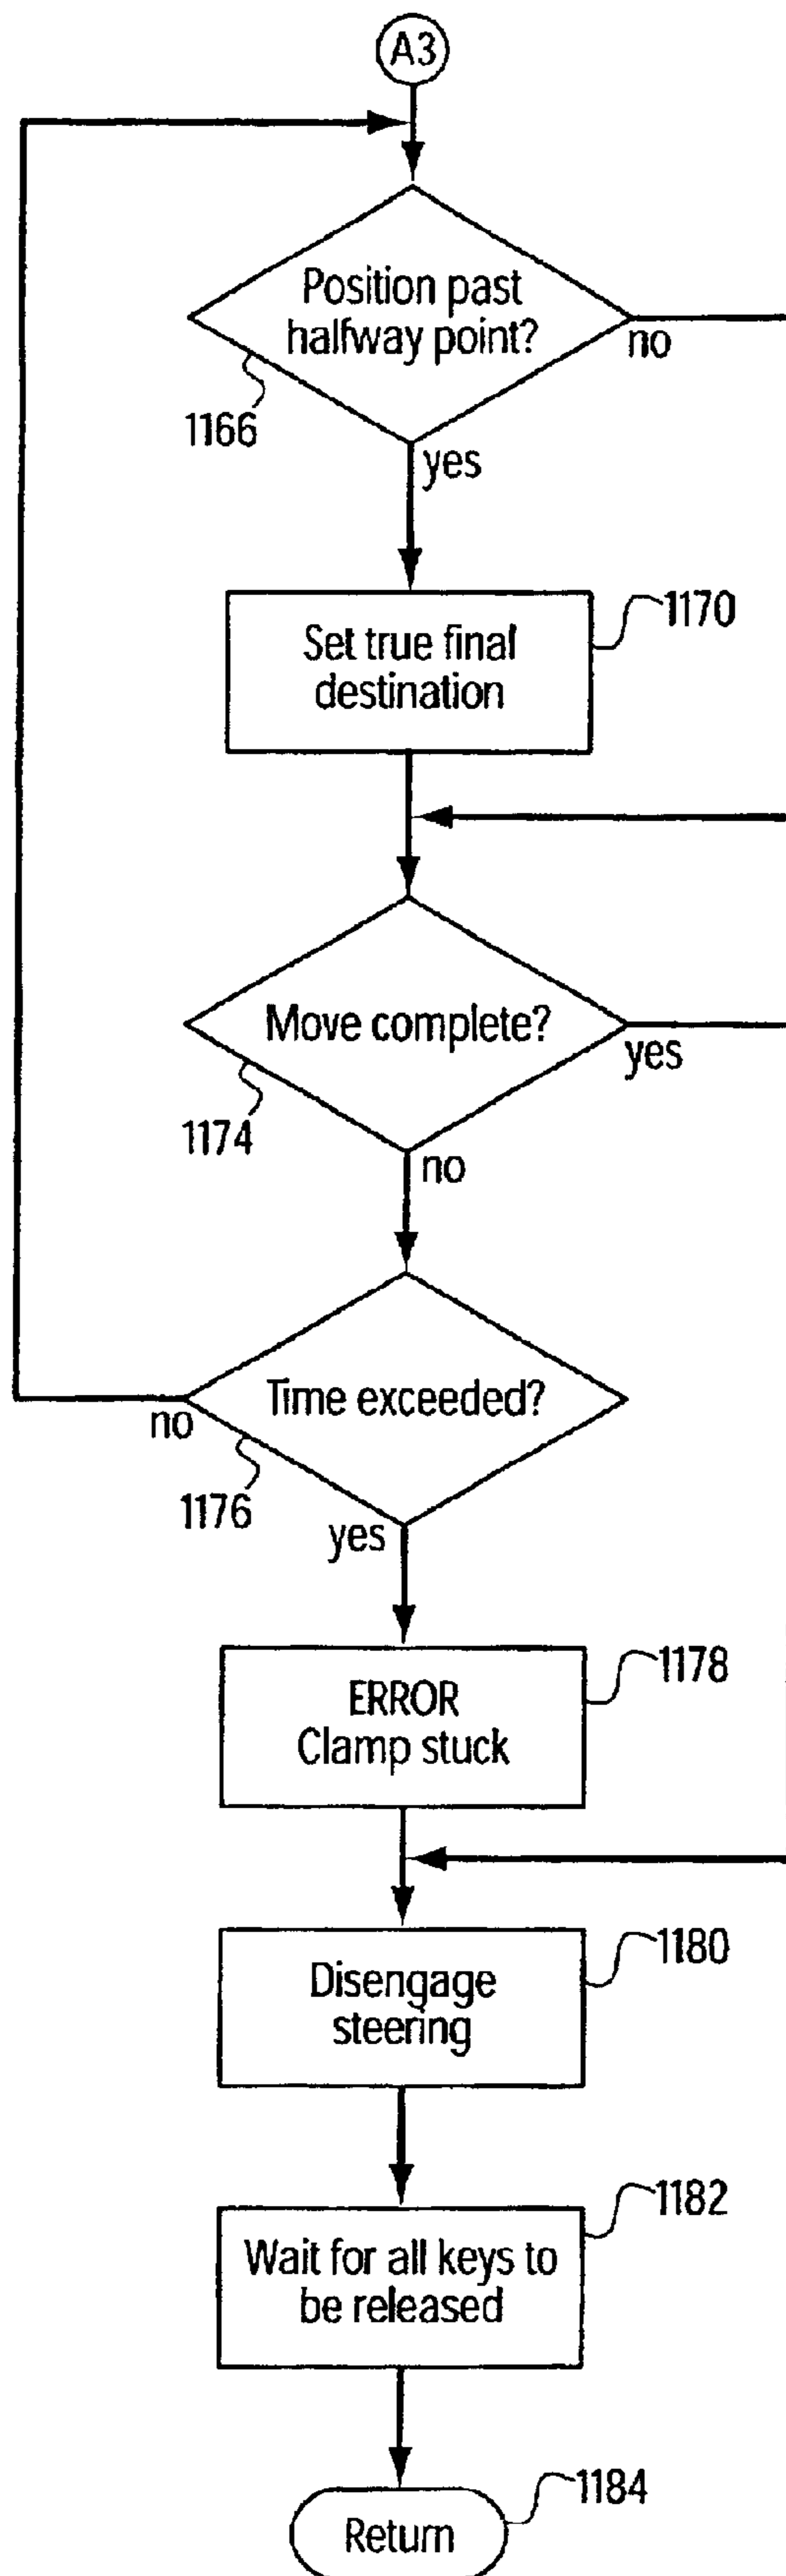 A3
Position past
halfway point?
no
1166
yes
1170
Set true final
destination
Move complete?
yes
1174
no
Time exceeded?
no
1176
yes
1178
ERROR
Clamp stuck
1180
Disengage
steering
1182
Wait for all keys to
be released
1184
Return